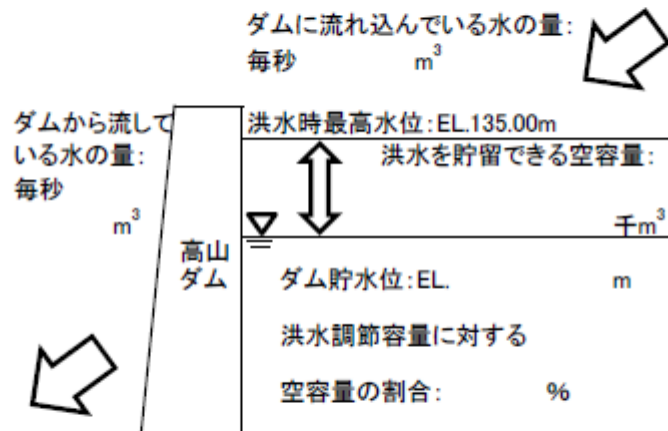 ダムに流れ込んでいる水の量:
毎秒 m³
ダムから流して
いる水の量:
毎秒
m³
洪水時最高水位:EL.135.00m
洪水を貯留できる空容量:
千m³
高山
ダム
ダム貯水位:EL. m
洪水調節容量に対する
空容量の割合: %